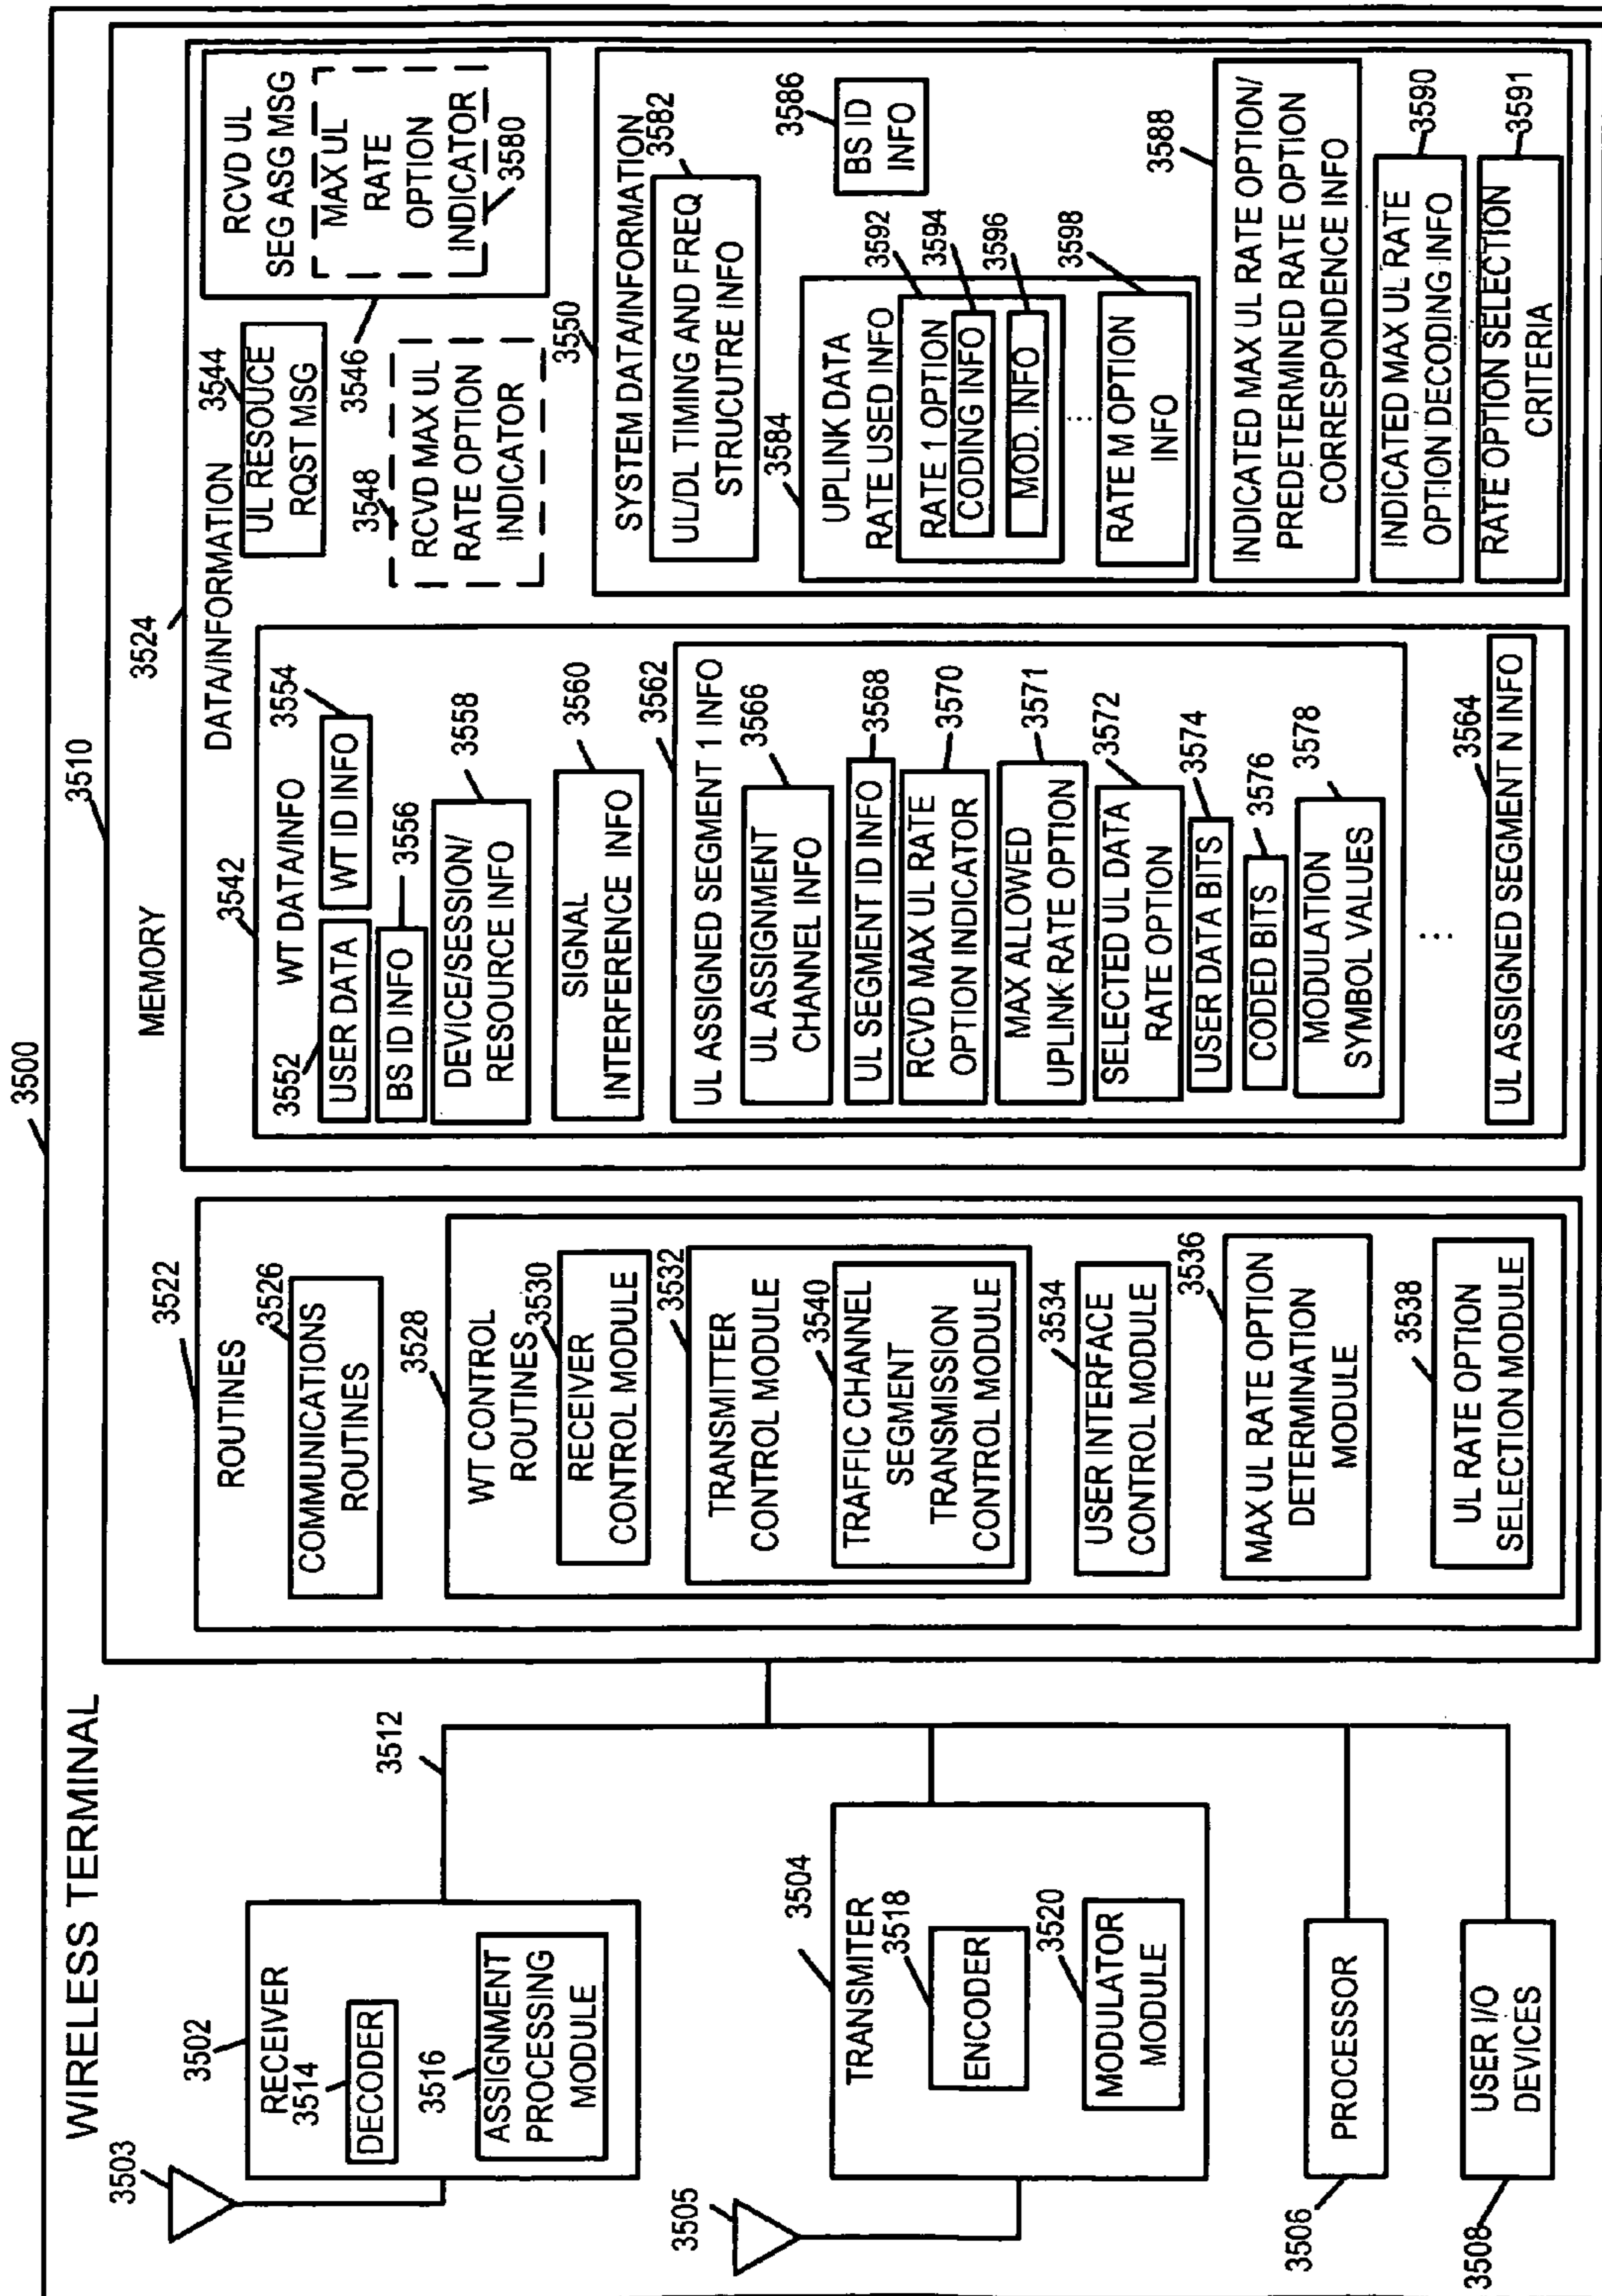 3500
WIRELESS TERMINAL
3503
3502
RECEIVER
3514
DECODER
3516
ASSIGNMENT
PROCESSING
MODULE
3512
3505
3504
TRANSMITER
3518
ENCODER
3520
MODULATOR
MODULE
3506
PROCESSOR
3508
USER I/O
DEVICES
3510
MEMORY
3522
ROUTINES
3526
COMMUNICATIONS
ROUTINES
3528
WT CONTROL
ROUTINES
3530
RECEIVER
CONTROL MODULE
3532
TRANSMITTER
CONTROL MODULE
3540
TRAFFIC CHANNEL
SEGMENT
TRANSMISSION
CONTROL MODULE
3534
USER INTERFACE
CONTROL MODULE
3536
MAX UL RATE OPTION
DETERMINATION
MODULE
3538
UL RATE OPTION
SELECTION MODULE
3524
DATA/INFORMATION
3542
WT DATA/INFO
3552
USER DATA
3554
WT ID INFO
BS ID INFO
3556
DEVICE/SESSION/
RESOURCE INFO
3558
SIGNAL
INTERFERENCE INFO
3560
3562
UL ASSIGNED SEGMENT 1 INFO
UL ASSIGNMENT
CHANNEL INFO
3566
UL SEGMENT ID INFO
3568
RCVD MAX UL RATE
OPTION INDICATOR
3570
MAX ALLOWED
UPLINK RATE OPTION
3571
SELECTED UL DATA
RATE OPTION
3572
USER DATA BITS
3574
CODED BITS
3576
MODULATION
SYMBOL VALUES
3578
...
UL ASSIGNED SEGMENT N INFO
3564
3544
UL RESOUCE
RQST MSG
3546
RCVD UL
SEG ASG MSG
MAX UL
RATE
OPTION
INDICATOR
3580
3548
RCVD MAX UL
RATE OPTION
INDICATOR
3550
SYSTEM DATA/INFORMATION
3582
UL/DL TIMING AND FREQ
STRUCUTRE INFO
3584
UPLINK DATA
RATE USED INFO
3592
RATE 1 OPTION
CODING INFO
3594
MOD. INFO
3596
...
RATE M OPTION
INFO
3598
3586
BS ID
INFO
3588
INDICATED MAX UL RATE OPTION/
PREDETERMINED RATE OPTION
CORRESPONDENCE INFO
INDICATED MAX UL RATE
OPTION DECODING INFO
3590
RATE OPTION SELECTION
CRITERIA
3591